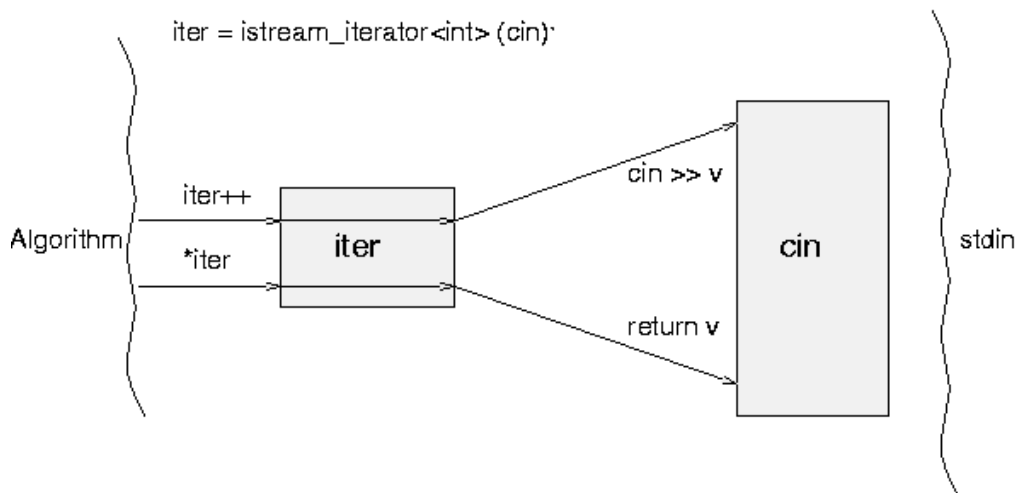 iter = istream_iterator<int> (cin);
iter++
cin >> v
Algorithm
iter
cin
stdin
*iter
return v